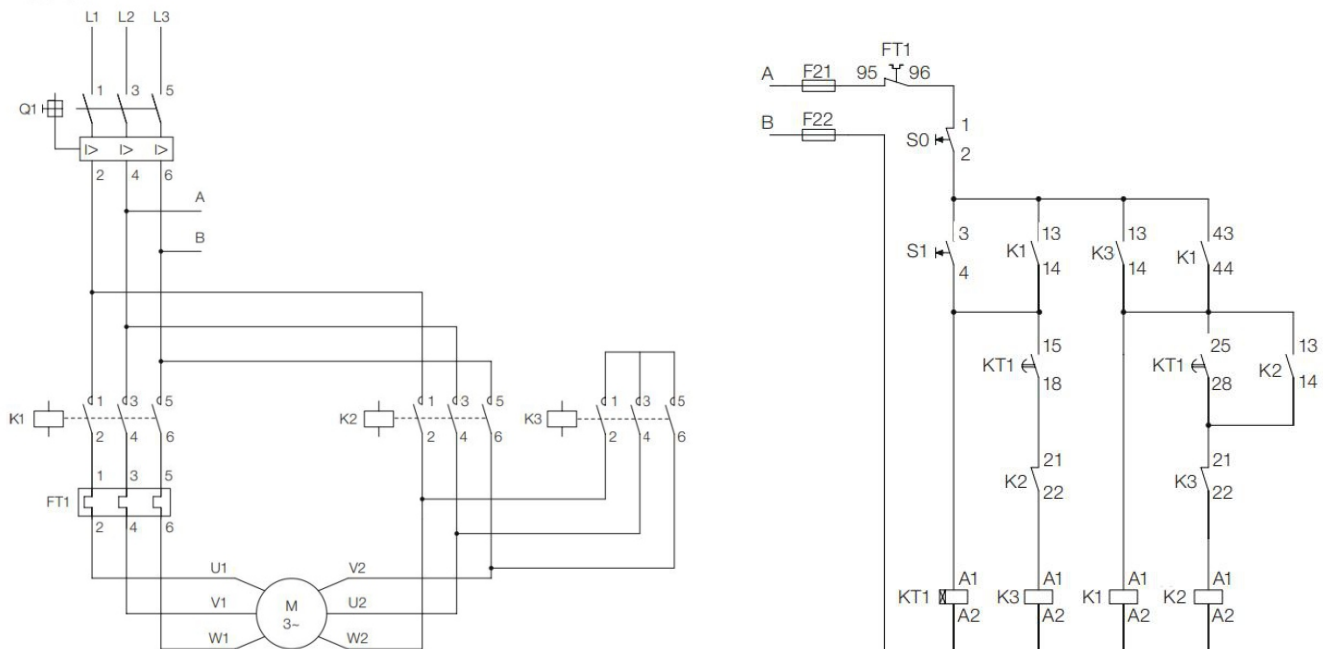 L1 L2 L3
1 3 5
Q1
I> I> I>
2 4 6
A
B
K1 1 3 5
2 4 6
K2 1 3 5
2 4 6
K3 1 3 5
2 4 6
1 3 5
FT1
2 4 6
U1 V2
V1 M U2
3~
W1 W2
FT1
A F21 95 96
B F22
S0 1
2
S1 3
4
K1 13
14
K3 13
14
K1 43
44
KT1 15
18
KT1 25
28
K2 13
14
K2 21
22
K3 21
22
KT1 A1
A2
K3 A1
A2
K1 A1
A2
K2 A1
A2